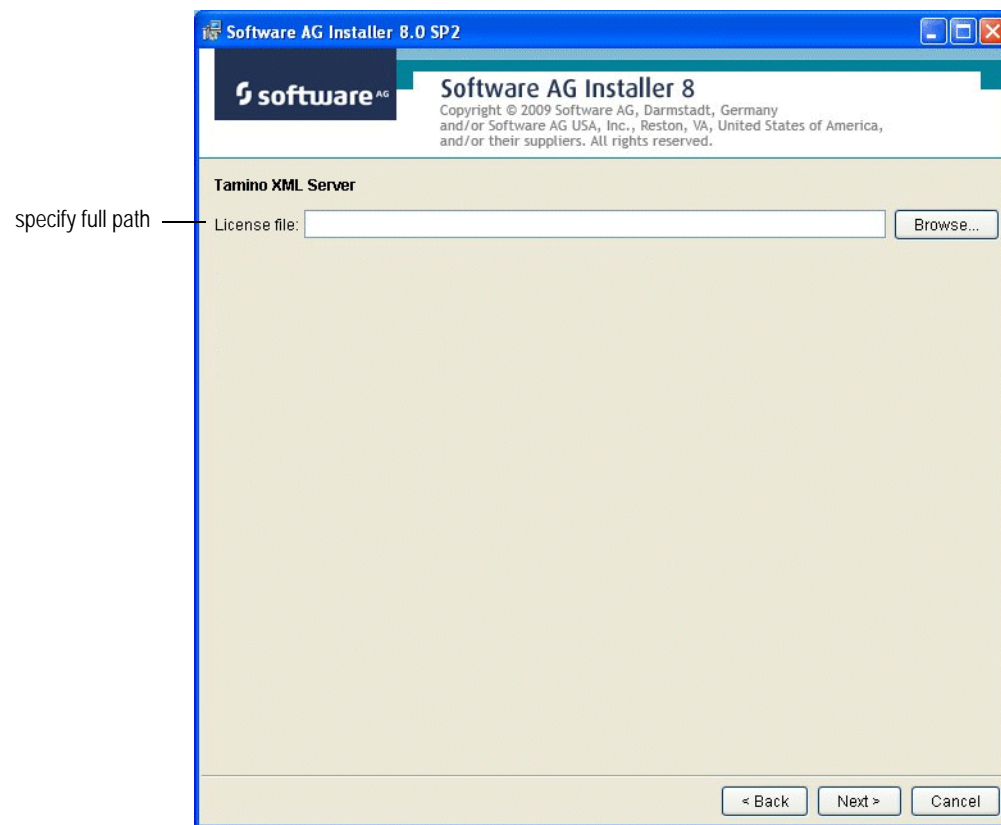 Software AG Installer 8.0 SP2
software AG
Software AG Installer 8
Copyright © 2009 Software AG, Darmstadt, Germany
and/or Software AG USA, Inc., Reston, VA, United States of America,
and/or their suppliers. All rights reserved.
Tamino XML Server
specify full path
License file:
Browse...
< Back
Next >
Cancel